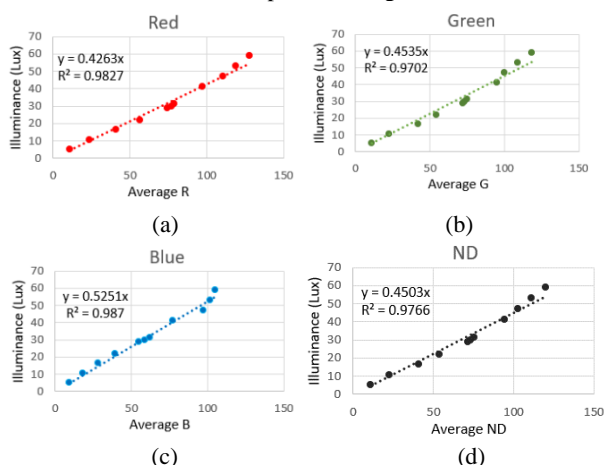 Red
y = 0.4263x
R² = 0.9827
Illuminance (Lux)
70
60
50
40
30
20
10
0
0
50
100
150
Average R
(a)
Green
y = 0.4535x
R² = 0.9702
Illuminance (Lux)
70
60
50
40
30
20
10
0
0
50
100
150
Average G
(b)
Blue
y = 0.5251x
R² = 0.987
Illuminance (Lux)
70
60
50
40
30
20
10
0
0
50
100
150
Average B
(c)
ND
y = 0.4503x
R² = 0.9766
Illuminance (Lux)
70
60
50
40
30
20
10
0
0
50
100
150
Average ND
(d)